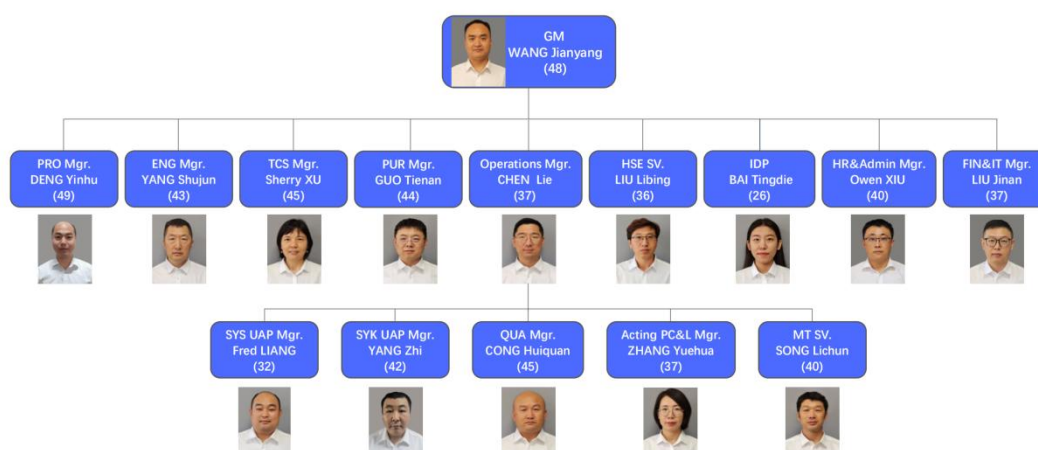 GM
WANG Jianyang
(48)
PRO Mgr.
DENG Yinhu
(49)
ENG Mgr.
YANG Shujun
(43)
TCS Mgr.
Sherry XU
(45)
PUR Mgr.
GUO Tienan
(44)
Operations Mgr.
CHEN Lie
(37)
HSE SV.
LIU Libing
(36)
IDP
BAI Tingdie
(26)
HR&Admin Mgr.
Owen XIU
(40)
FIN&IT Mgr.
LIU Jinan
(37)
SYS UAP Mgr.
Fred LIANG
(32)
SYK UAP Mgr.
YANG Zhi
(42)
QUA Mgr.
CONG Huiquan
(45)
Acting PC&L Mgr.
ZHANG Yuehua
(37)
MT SV.
SONG Lichun
(40)